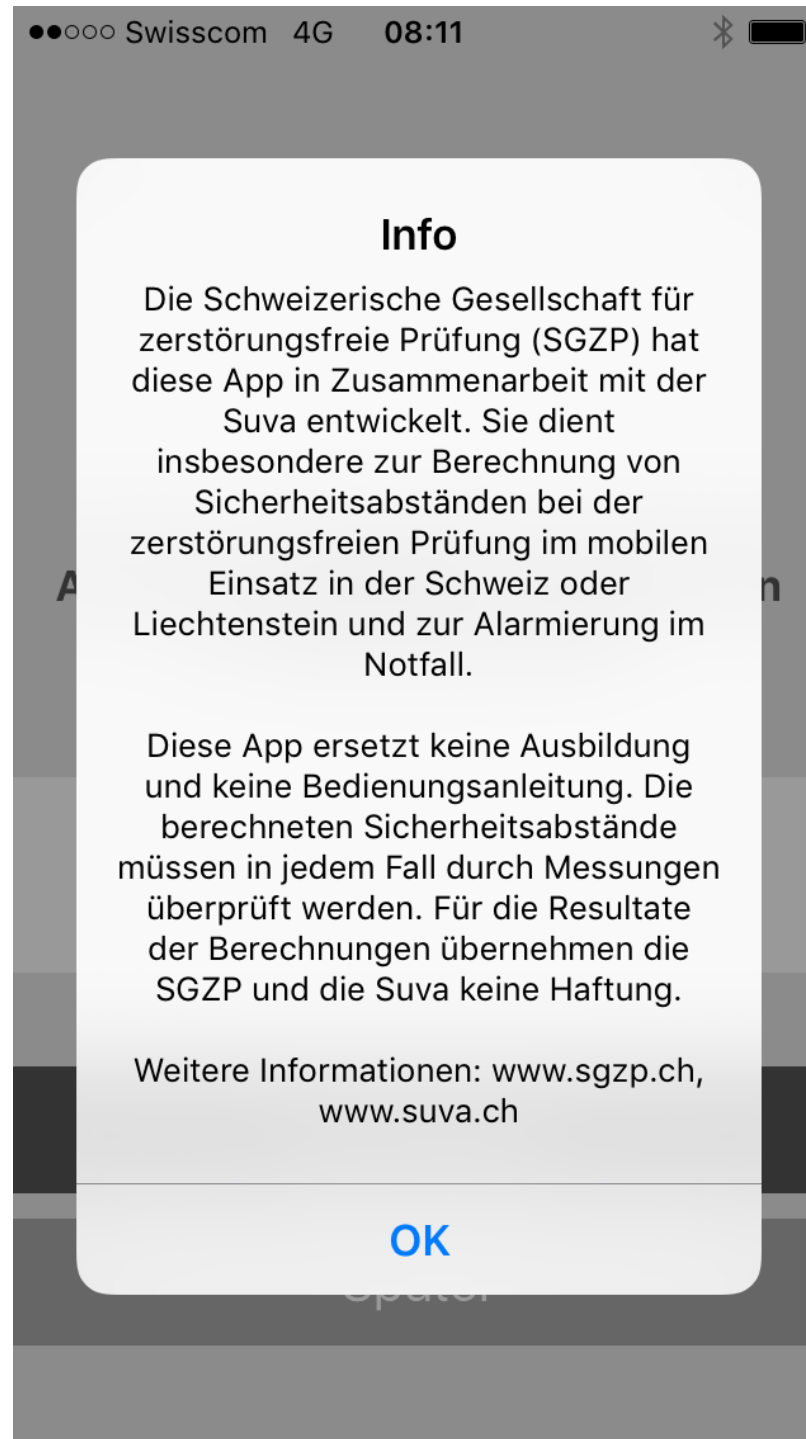 Swisscom 4G 08:11
Info
Die Schweizerische Gesellschaft für
zerstörungsfreie Prüfung (SGZP) hat
diese App in Zusammenarbeit mit der
Suva entwickelt. Sie dient
insbesondere zur Berechnung von
Sicherheitsabständen bei der
zerstörungsfreien Prüfung im mobilen
Einsatz in der Schweiz oder
Liechtenstein und zur Alarmierung im
Notfall.
Diese App ersetzt keine Ausbildung
und keine Bedienungsanleitung. Die
berechneten Sicherheitsabstände
müssen in jedem Fall durch Messungen
überprüft werden. Für die Resultate
der Berechnungen übernehmen die
SGZP und die Suva keine Haftung.
Weitere Informationen: www.sgzp.ch,
www.suva.ch
OK